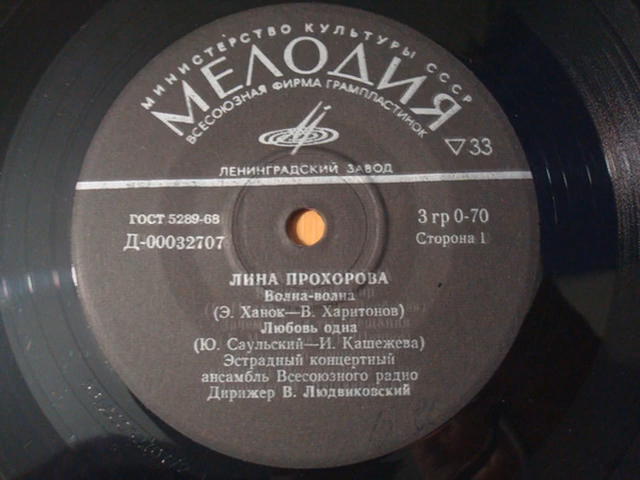 МИНИСТЕРСТВО КУЛЬТУРЫ СССР
МЕЛОДИЯ
ВСЕСОЮЗНАЯ ФИРМА ГРАМПЛАСТИНОК
▽33
ЛЕНИНГРАДСКИЙ ЗАВОД
ГОСТ 5289-68
3 гр 0-70
Д-00032707
Сторона 1
ЛИНА ПРОХОРОВА
Волна-волна
(Э. Ханок—В. Харитонов)
Любовь одна
(Ю. Саульский—И. Кашежева)
Эстрадный концертный
ансамбль Всесоюзного радио
Дирижер В. Людвиковский